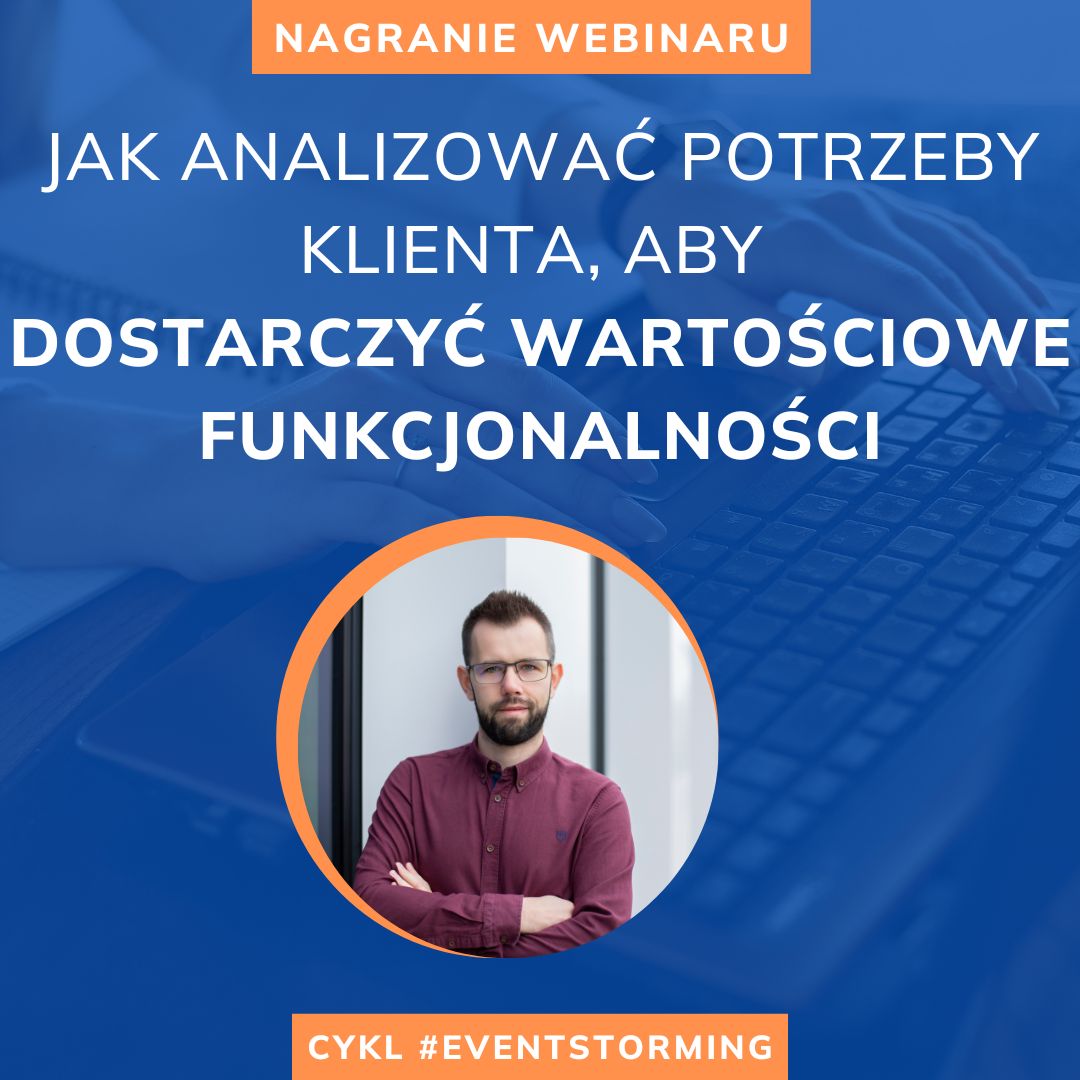 NAGRANIE WEBINARU
JAK ANALIZOWAĆ POTRZEBY
KLIENTA, ABY
DOSTARCZYĆ WARTOŚCIOWE
FUNKCJONALNOŚCI
CYKL #EVENTSTORMING